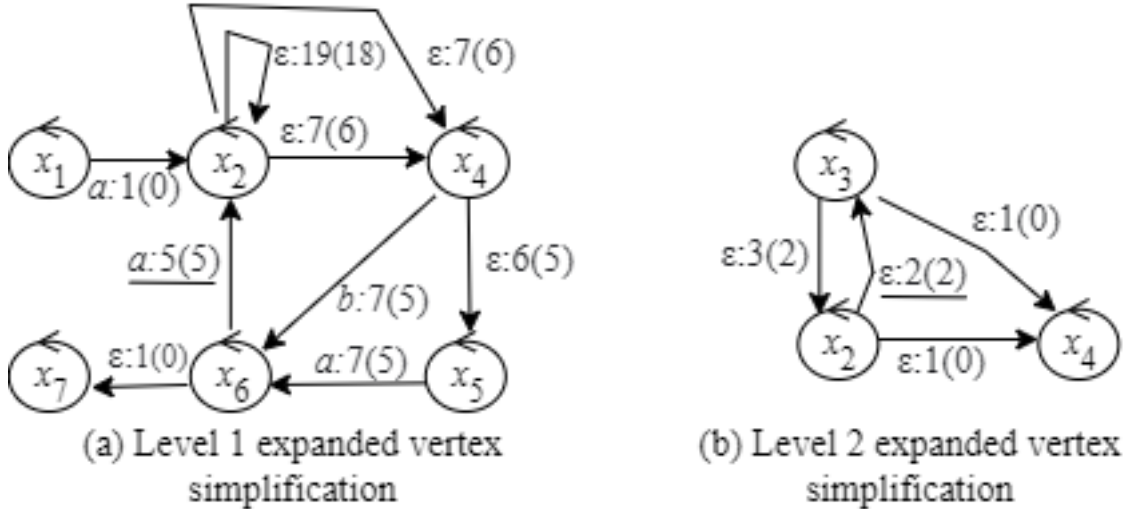 ε:19(18)
ε:7(6)
ε:7(6)
x1
x2
x4
a:1(0)
x3
ε:1(0)
a:5(5)
ε:6(5)
ε:3(2)
ε:2(2)
b:7(5)
ε:1(0)
a:7(5)
x7
x6
x5
x2
x4
ε:1(0)
(a) Level 1 expanded vertex
simplification
(b) Level 2 expanded vertex
simplification